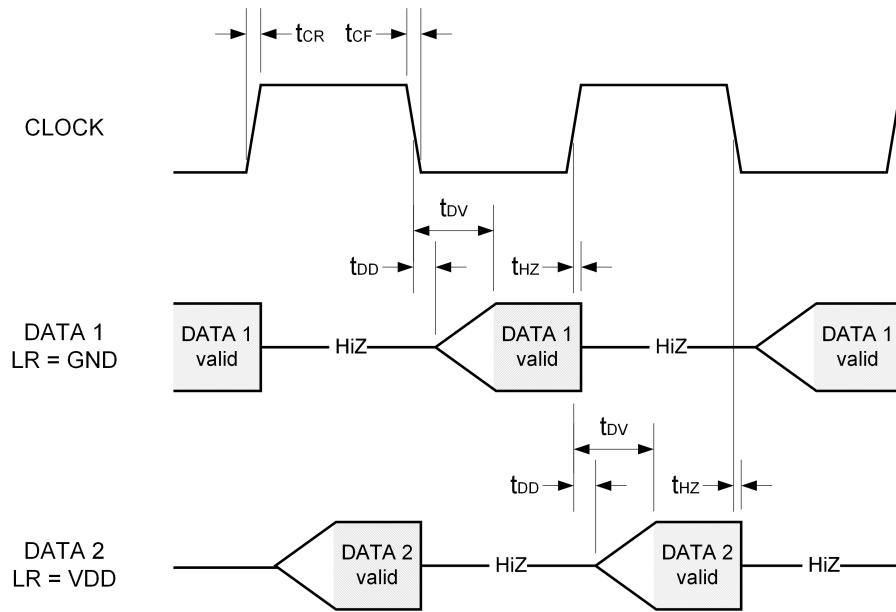 tCR
tCF
CLOCK
tDV
tDD
tHZ
DATA 1
LR = GND
DATA 1
valid
HiZ
DATA 1
valid
HiZ
DATA 1
valid
tDV
tDD
tHZ
DATA 2
LR = VDD
DATA 2
valid
HiZ
DATA 2
valid
HiZ